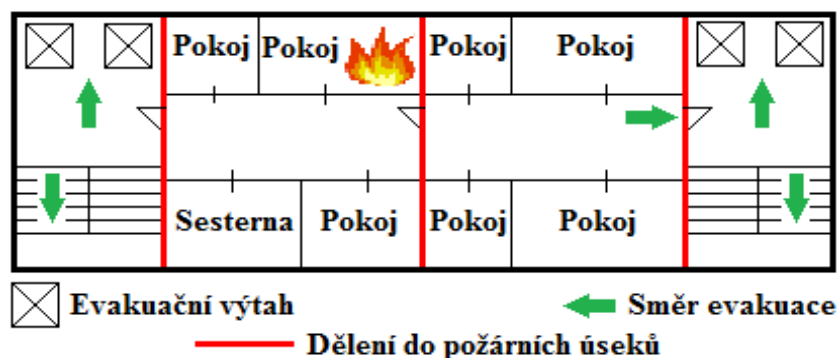 Pokoj Pokoj Pokoj Pokoj
Sesterna Pokoj Pokoj Pokoj
Evakuační výtah
Směr evakuace
Dělení do požárních úseků